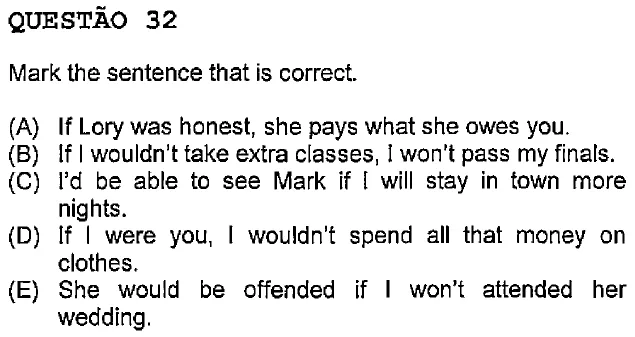 QUESTÃO 32
Mark the sentence that is correct.
(A) If Lory was honest, she pays what she owes you.
(B) If I wouldn't take extra classes, I won't pass my finals.
(C) I'd be able to see Mark if I will stay in town more
nights.
(D) If I were you, I wouldn't spend all that money on
clothes.
(E) She would be offended if I won't attended her
wedding.